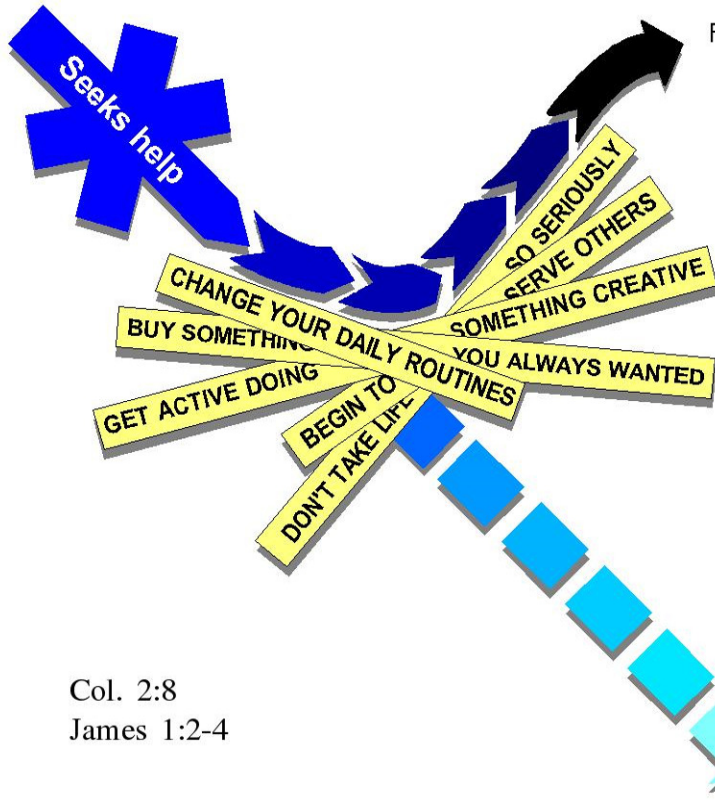 Seeks help
F
DON'T TAKE LIFE SO SERIOUSLY
BEGIN TO SERVE OTHERS
GET ACTIVE DOING SOMETHING CREATIVE
BUY SOMETHING YOU ALWAYS WANTED
CHANGE YOUR DAILY ROUTINES
Col. 2:8
James 1:2-4